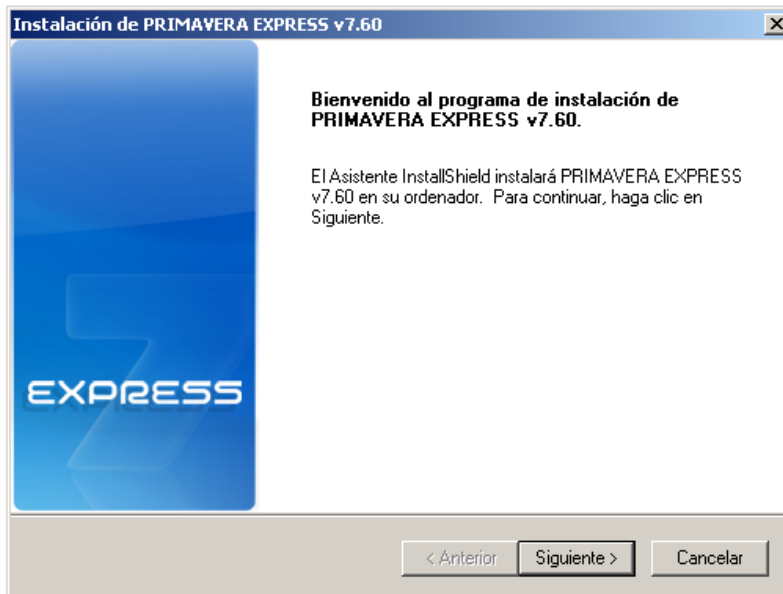 Instalación de PRIMAVERA EXPRESS v7.60
Bienvenido al programa de instalación de
PRIMAVERA EXPRESS v7.60.
El Asistente InstallShield instalará PRIMAVERA EXPRESS
v7.60 en su ordenador. Para continuar, haga clic en
Siguiente.
7
EXPRESS
< Anterior
Siguiente >
Cancelar